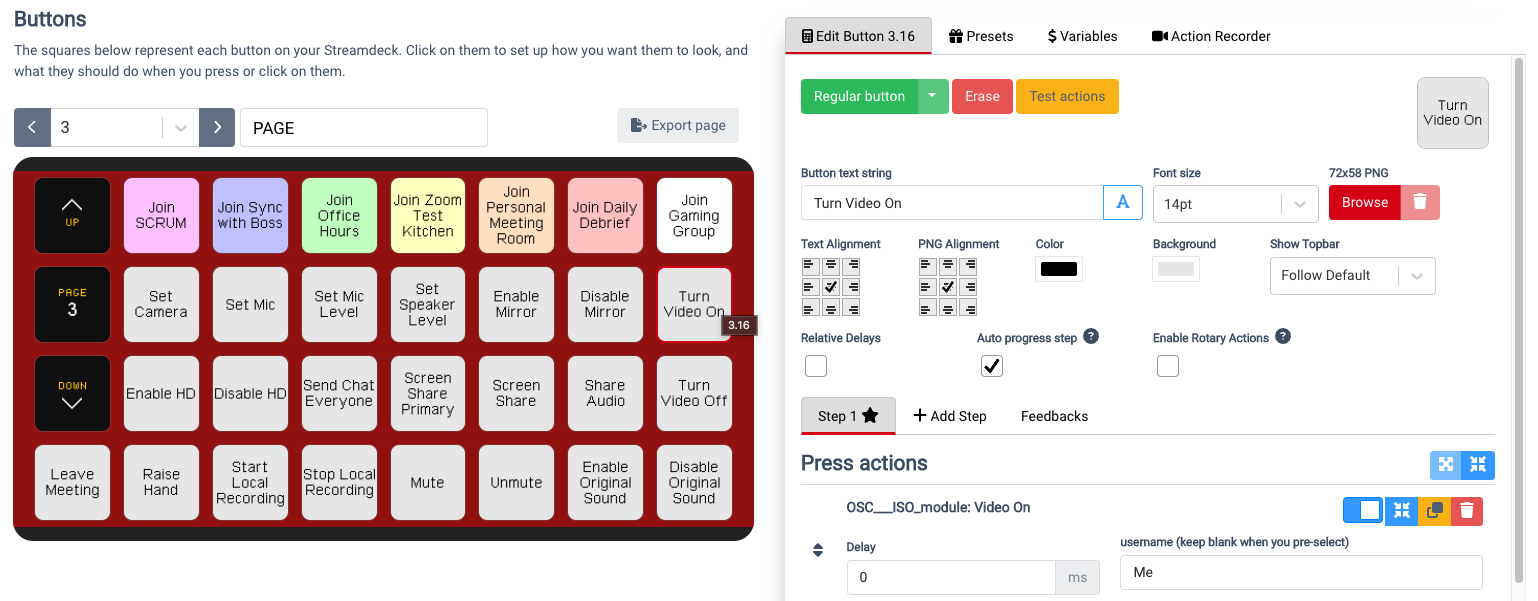 Buttons
The squares below represent each button on your Streamdeck. Click on them to set up how you want them to look, and
what they should do when you press or click on them.
3
PAGE
Export page
UP
Join
SCRUM
Join Sync
with Boss
Join
Office
Hours
Join Zoom
Test
Kitchen
Join
Personal
Meeting
Room
Join Daily
Debrief
Join
Gaming
Group
PAGE
3
Set
Camera
Set Mic
Set Mic
Level
Set
Speaker
Level
Enable
Mirror
Disable
Mirror
Turn
Video On
3.16
DOWN
Enable HD
Disable HD
Send Chat
Everyone
Screen
Share
Primary
Screen
Share
Share
Audio
Turn
Video Off
Leave
Meeting
Raise
Hand
Start
Local
Recording
Stop Local
Recording
Mute
Unmute
Enable
Original
Sound
Disable
Original
Sound
Edit Button 3.16
Presets
Variables
Action Recorder
Regular button
Erase
Test actions
Turn
Video On
Button text string
Turn Video On
A
Font size
14pt
72x58 PNG
Browse
Text Alignment
PNG Alignment
Color
Background
Show Topbar
Follow Default
Relative Delays
Auto progress step ?
Enable Rotary Actions ?
Step 1
Add Step
Feedbacks
Press actions
OSC___ISO_module: Video On
Delay
0
ms
username (keep blank when you pre-select)
Me